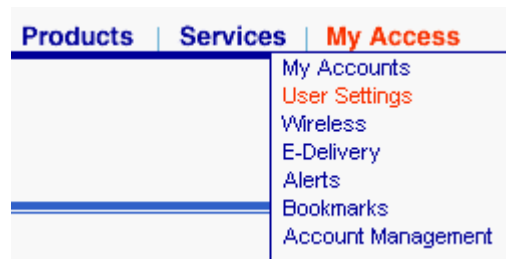 Products | Services | My Access
My Accounts
User Settings
Wireless
E-Delivery
Alerts
Bookmarks
Account Management